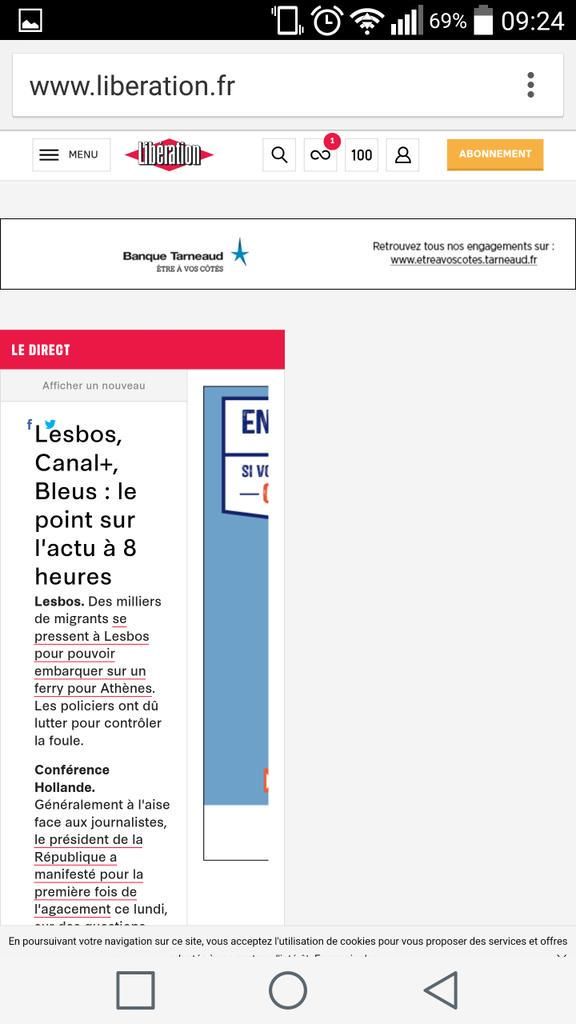 69% 09:24
www.liberation.fr
MENU
Libération
1
100
ABONNEMENT
Banque Tarneaud
ÊTRE À VOS CÔTÉS
Retrouvez tous nos engagements sur :
www.etreavoscotes.tarneaud.fr
LE DIRECT
Afficher un nouveau
Lesbos,
Canal+,
Bleus : le
point sur
l'actu à 8
heures
Lesbos. Des milliers
de migrants se
pressent à Lesbos
pour pouvoir
embarquer sur un
ferry pour Athènes.
Les policiers ont dû
lutter pour contrôler
la foule.
Conférence
Hollande.
Généralement à l'aise
face aux journalistes,
le président de la
République a
manifesté pour la
première fois de
l'agacement ce lundi,
sur des questions
EN
SI VO
En poursuivant votre navigation sur ce site, vous acceptez l'utilisation de cookies pour vous proposer des services et offres